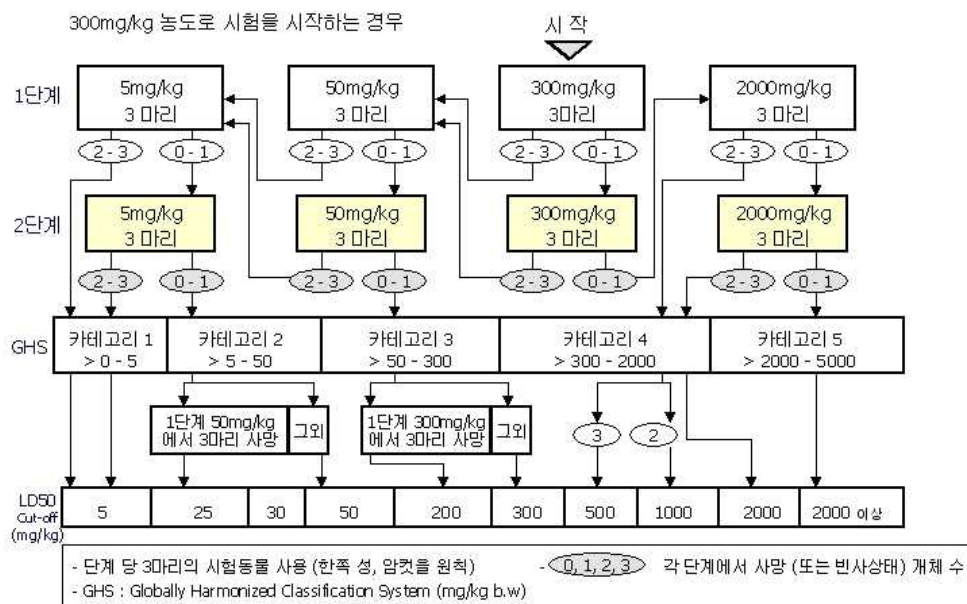 300mg/kg 농도로 시험을 시작하는 경우
시 작
1단계
5mg/kg
3 마리
50mg/kg
3 마리
300mg/kg
3마리
2000mg/kg
3 마리
2-3
0-1
2-3
0-1
2-3
0-1
2-3
0-1
2단계
5mg/kg
3 마리
50mg/kg
3 마리
300mg/kg
3 마리
2000mg/kg
3 마리
2-3
0-1
2-3
0-1
2-3
0-1
2-3
0-1
GHS
카테고리 1
> 0 - 5
카테고리 2
> 5 - 50
카테고리 3
> 50 - 300
카테고리 4
> 300 - 2000
카테고리 5
> 2000 - 5000
1단계 50mg/kg
에서 3마리 사망
그외
1단계 300mg/kg
에서 3마리 사망
그외
3
2
LD50
Cut-off
(mg/kg)
5
25
30
50
200
300
500
1000
2000
2000 이상
- 단계 당 3마리의 시험동물 사용 (한쪽 성, 암컷을 원칙)
- 0, 1, 2, 3 각 단계에서 사망 (또는 빈사상태) 개체 수
- GHS : Globally Harmonized Classification System (mg/kg b.w)